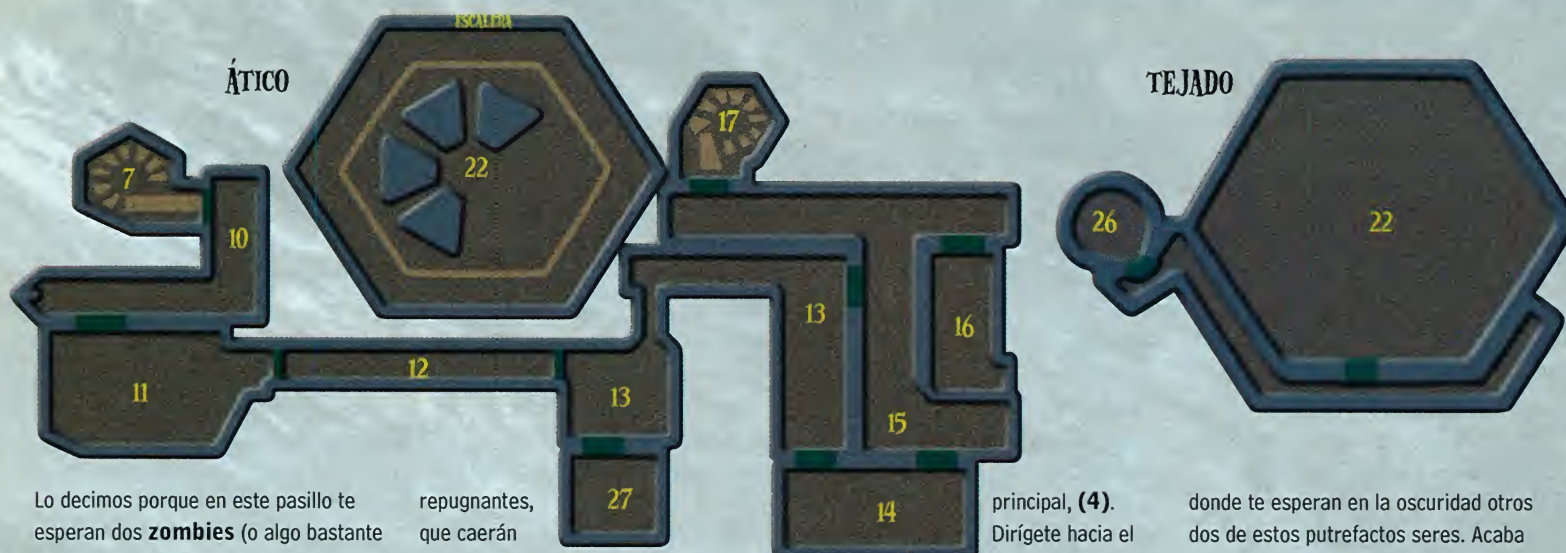 ESCALERA
ÁTICO
TEJADO
17
7
22
26
22
10
13
16
12
11
13
15
27
14
Lo decimos porque en este pasillo te
esperan dos zombies (o algo bastante
repugnantes,
que caerán
principal, (4).
Dirígete hacia el
donde te esperan en la oscuridad otros
dos de estos putrefactos seres. Acaba